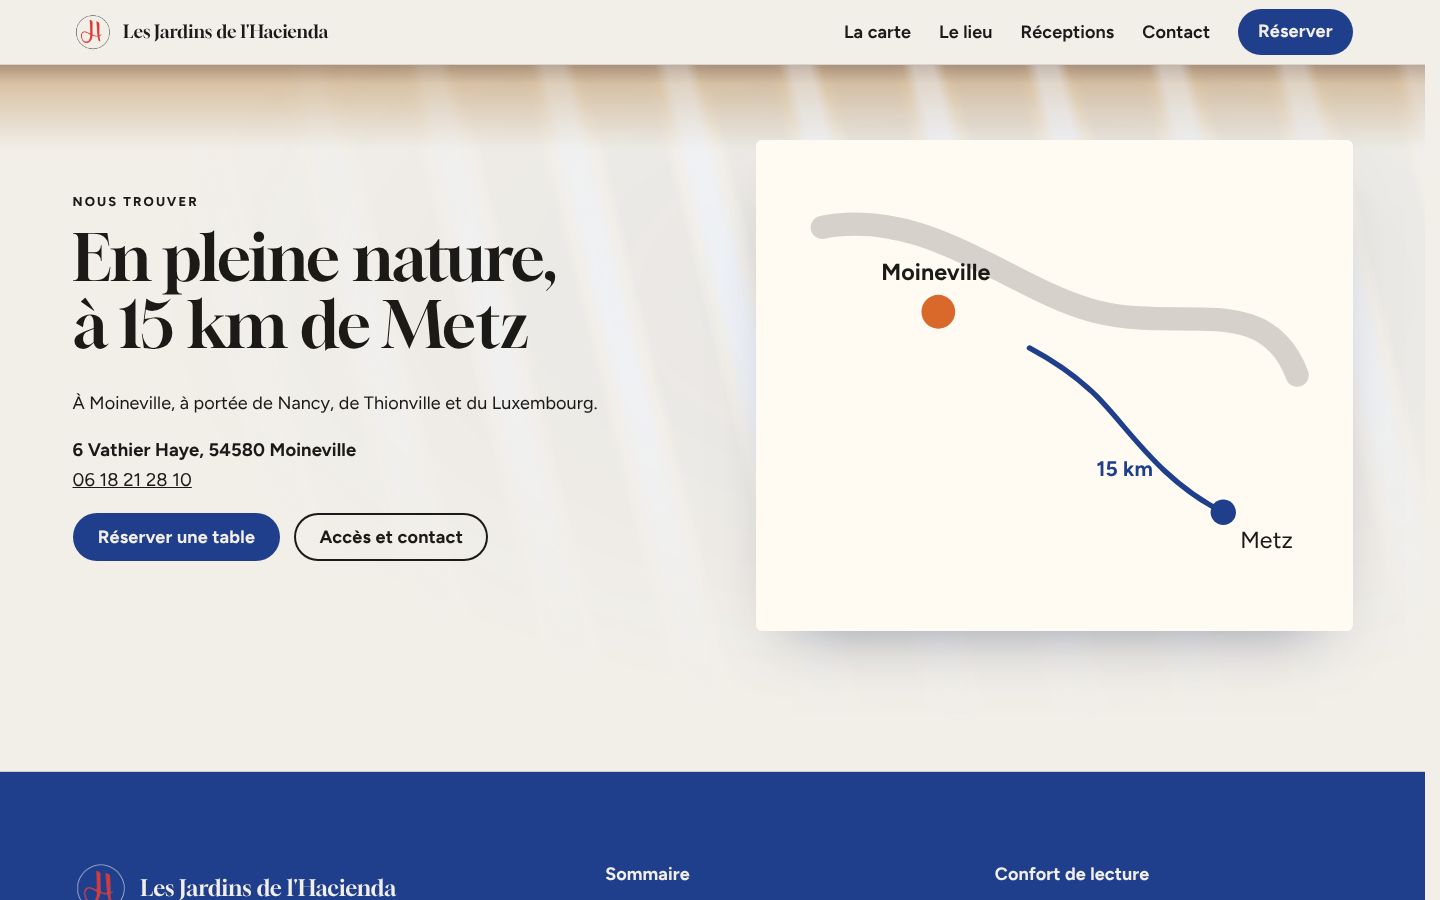 Les Jardins de l'Hacienda
La carte
Le lieu
Réceptions
Contact
Réserver
NOUS TROUVER
En pleine nature,
à 15 km de Metz
À Moineville, à portée de Nancy, de Thionville et du Luxembourg.
6 Vathier Haye, 54580 Moineville
06 18 21 28 10
Réserver une table
Accès et contact
Moineville
15 km
Metz
Les Jardins de l'Hacienda
Sommaire
Confort de lecture